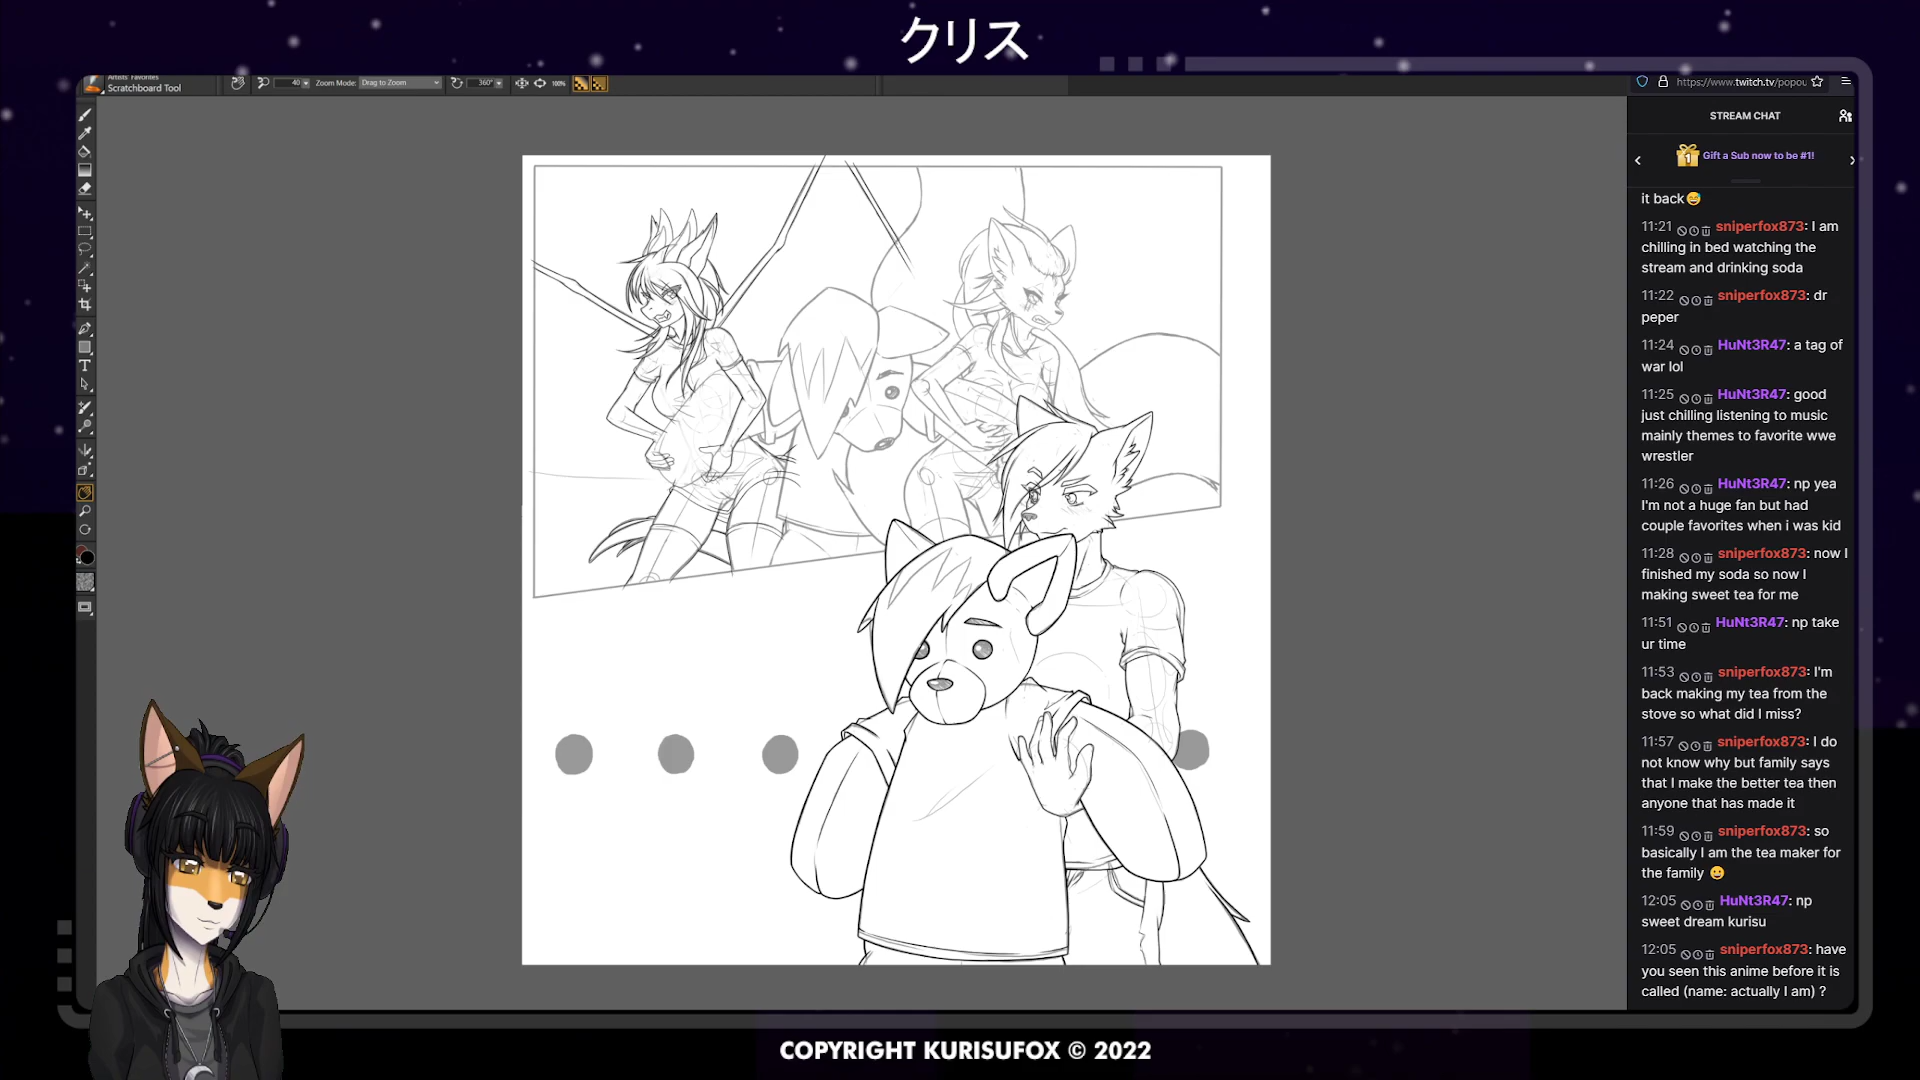 クリス
Artists' Favorites
Scratchboard Tool
40
Zoom Mode: Drag to Zoom
360°
100%
https://www.twitch.tv/popou
STREAM CHAT
1
Gift a Sub now to be #1!
it back😅
11:21 sniperfox873: I am
chilling in bed watching the
stream and drinking soda
11:22 sniperfox873: dr
peper
11:24 HuNt3R47: a tag of
war lol
11:25 HuNt3R47: good
just chilling listening to music
mainly themes to favorite wwe
wrestler
11:26 HuNt3R47: np yea
I'm not a huge fan but had
couple favorites when i was kid
11:28 sniperfox873: now I
finished my soda so now I
making sweet tea for me
11:51 HuNt3R47: np take
ur time
11:53 sniperfox873: I'm
back making my tea from the
stove so what did I miss?
11:57 sniperfox873: I do
not know why but family says
that I make the better tea then
anyone that has made it
11:59 sniperfox873: so
basically I am the tea maker for
the family 😀
12:05 HuNt3R47: np
sweet dream kurisu
12:05 sniperfox873: have
you seen this anime before it is
called (name: actually I am) ?
COPYRIGHT KURISUFOX © 2022